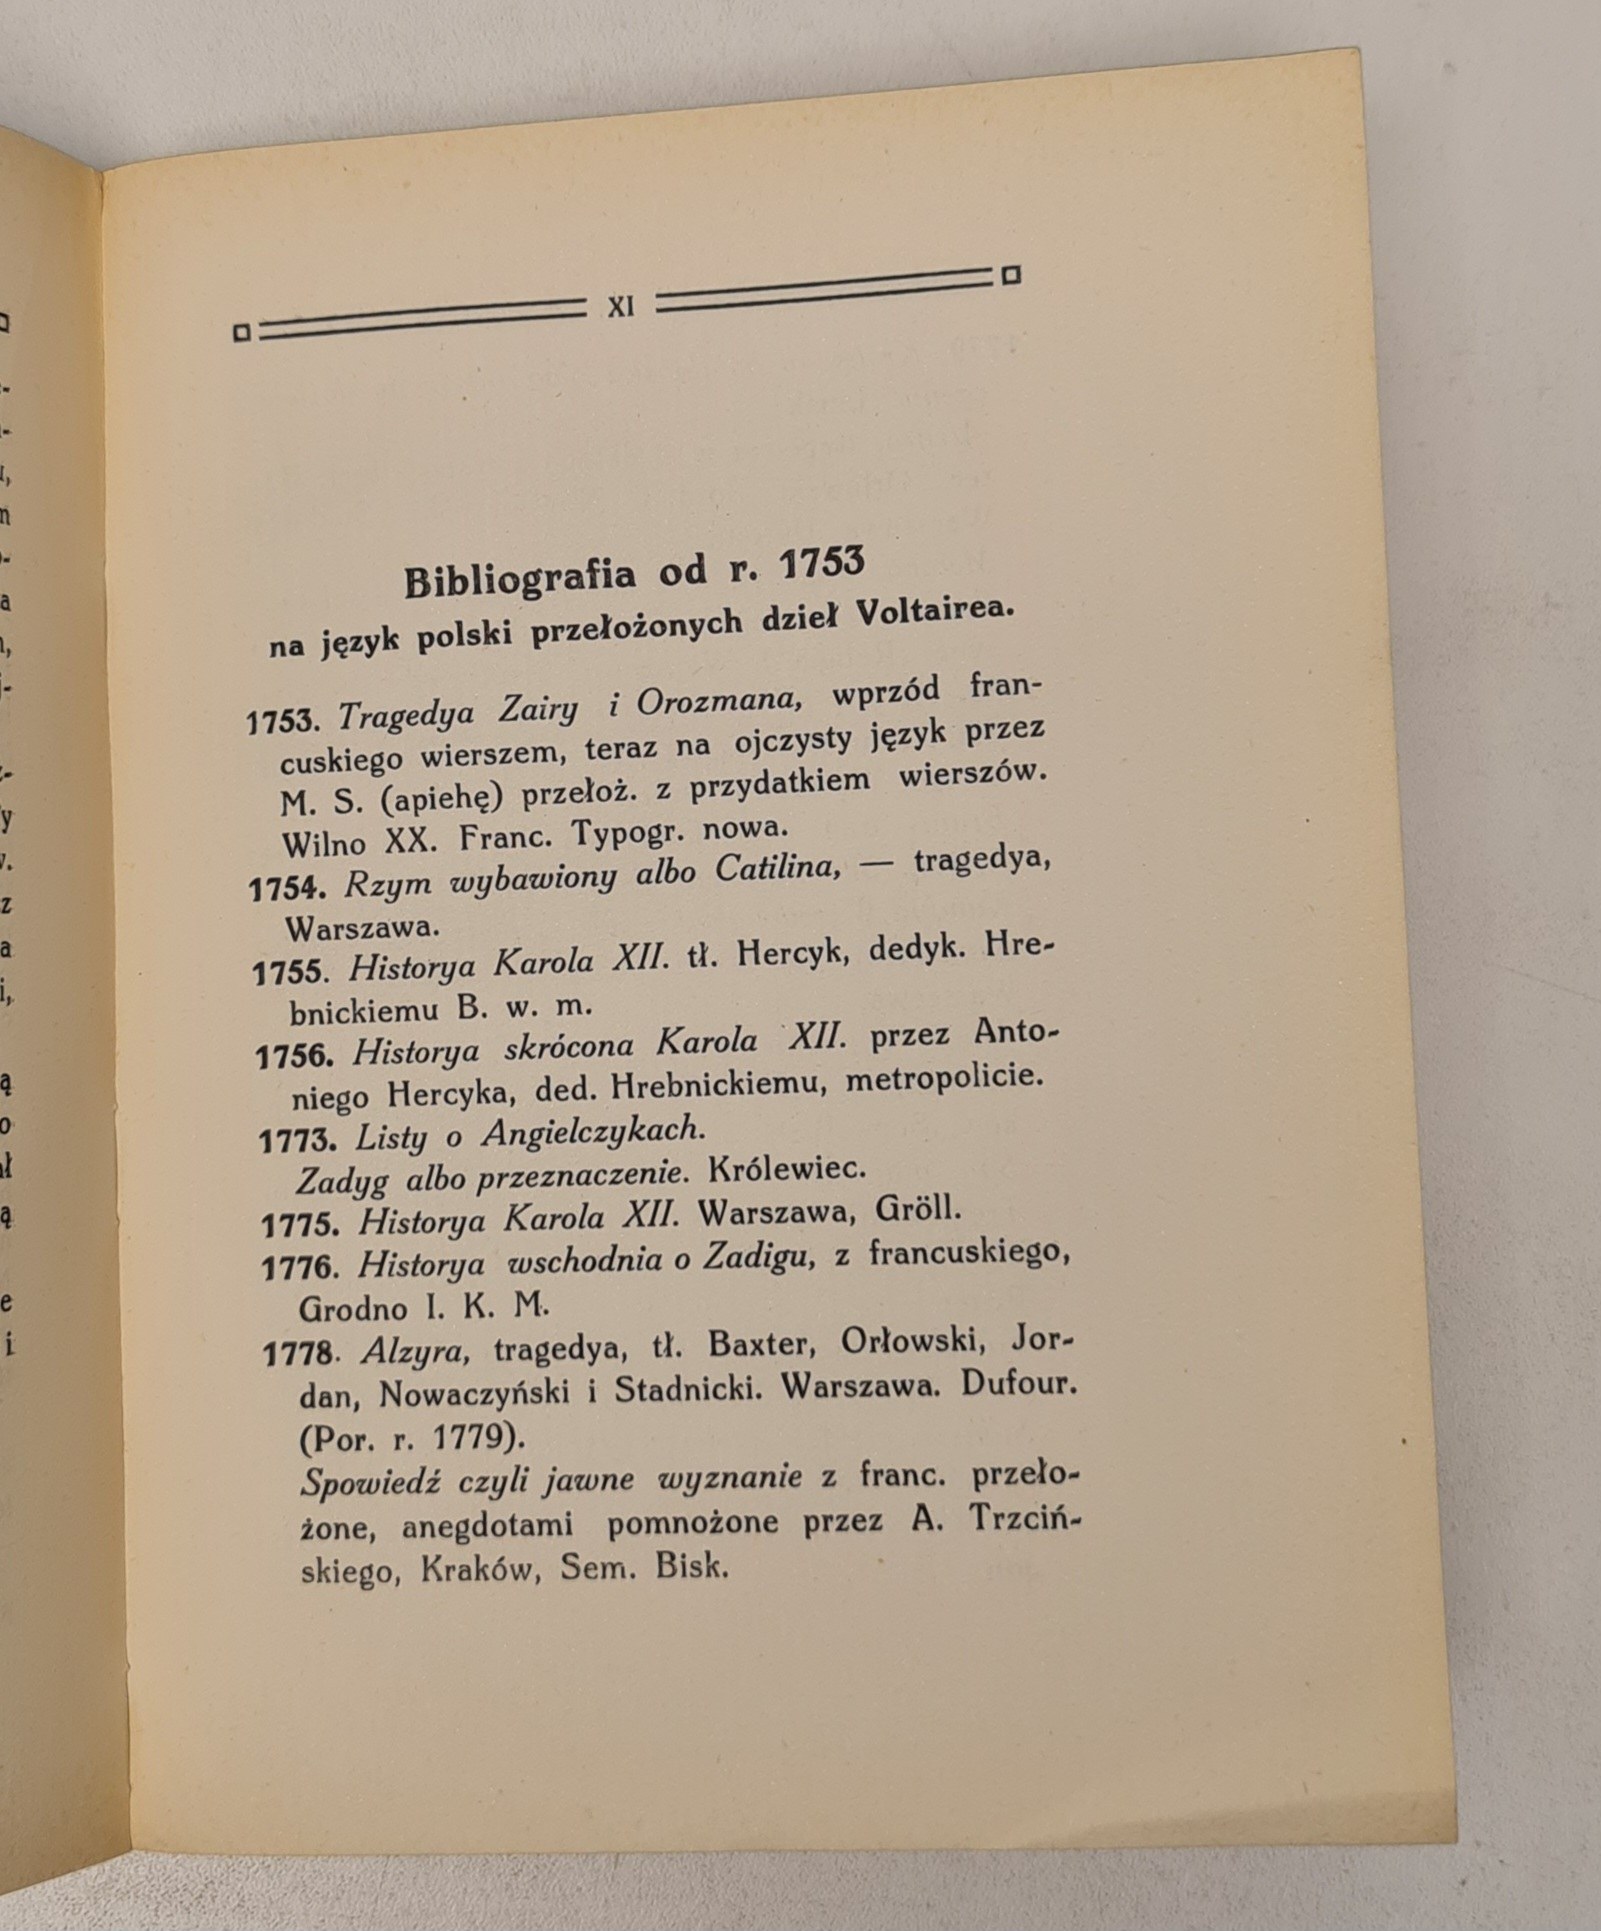 XI
Bibliografia od r. 1753
na język polski przełożonych dzieł Voltairea.
1753. Tragedya Zairy i Orozmana, wprzód fran-
cuskiego wierszem, teraz na ojczysty język przez
M. S. (apiehę) przełoż. z przydatkiem wierszów.
Wilno XX. Franc. Typogr. nowa.
1754. Rzym wybawiony albo Catilina, — tragedya,
Warszawa.
1755. Historya Karola XII. tł. Hercyk, dedyk. Hre-
bnickiemu B. w. m.
1756. Historya skrócona Karola XII. przez Anto-
niego Hercyka, ded. Hrebnickiemu, metropolicie.
1773. Listy o Angielczykach.
Zadyg albo przeznaczenie. Królewiec.
1775. Historya Karola XII. Warszawa, Gröll.
1776. Historya wschodnia o Zadigu, z francuskiego,
Grodno I. K. M.
1778. Alzyra, tragedya, tł. Baxter, Orłowski, Jor-
dan, Nowaczyński i Stadnicki. Warszawa. Dufour.
(Por. r. 1779).
Spowiedź czyli jawne wyznanie z franc. przeło-
żone, anegdotami pomnożone przez A. Trzciń-
skiego, Kraków, Sem. Bisk.